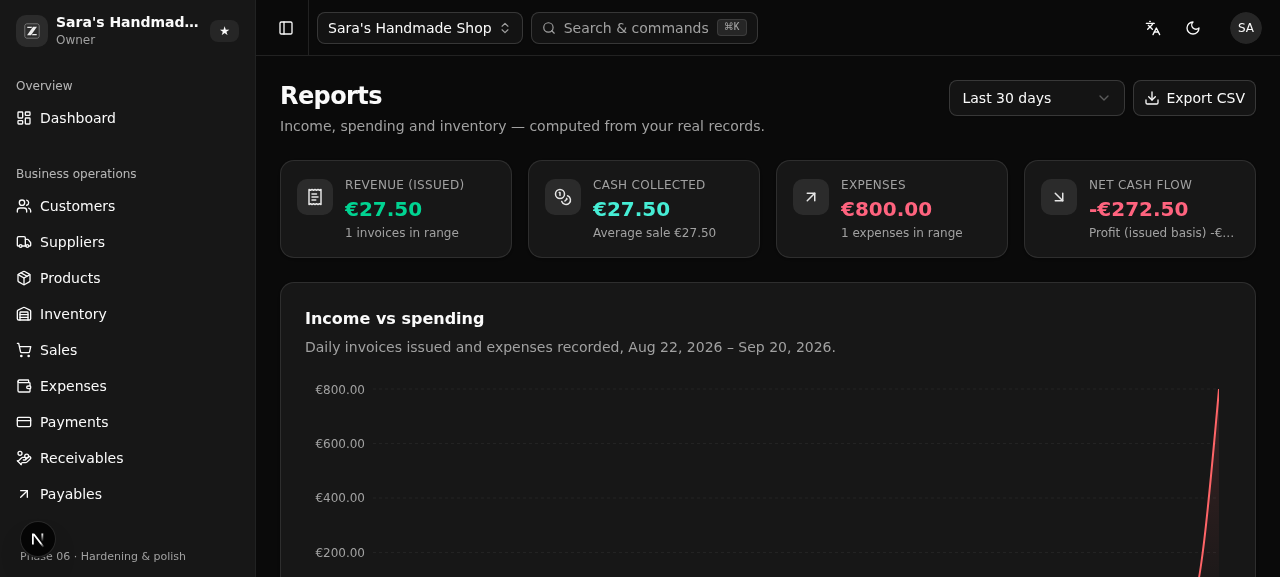 Sara's Handmad...
Owner
★
Overview
Dashboard
Business operations
Customers
Suppliers
Products
Inventory
Sales
Expenses
Payments
Receivables
Payables
Phase 06 · Hardening & polish
Sara's Handmade Shop
Search & commands ⌘K
SA
Reports
Income, spending and inventory — computed from your real records.
Last 30 days
Export CSV
REVENUE (ISSUED)
€27.50
1 invoices in range
CASH COLLECTED
€27.50
Average sale €27.50
EXPENSES
€800.00
1 expenses in range
NET CASH FLOW
-€272.50
Profit (issued basis) -€...
Income vs spending
Daily invoices issued and expenses recorded, Aug 22, 2026 – Sep 20, 2026.
€800.00
€600.00
€400.00
€200.00